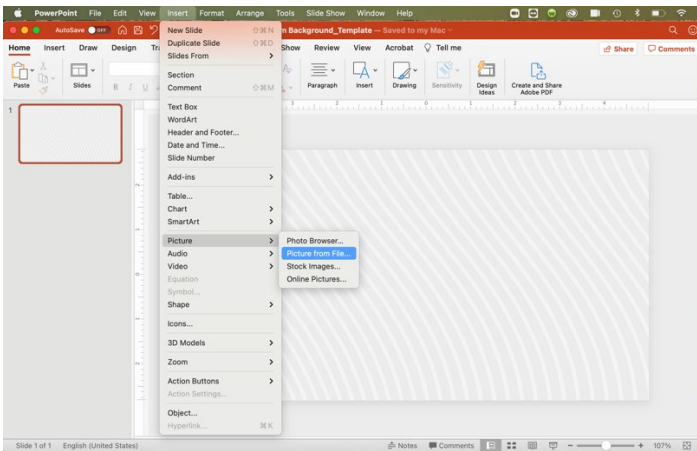 PowerPoint File Edit View Insert Format Arrange Tools Slide Show Window Help
AutoSave OFF
Background_Template — Saved to my Mac
Home Insert Draw Design
Show Review View Acrobat Tell me
Share Comments
Paste
Slides
B I U
Paragraph
Insert
Drawing
Sensitivity
Design
Ideas
Create and Share
Adobe PDF
New Slide ⇧⌘N
Duplicate Slide ⇧⌘D
Slides From
Section
Comment ⇧⌘M
Text Box
WordArt
Header and Footer...
Date and Time...
Slide Number
Add-ins
Table...
Chart
SmartArt
Picture
Audio
Video
Equation
Symbol...
Shape
Icons...
3D Models
Zoom
Action Buttons
Action Settings...
Object...
Hyperlink... ⌘K
Photo Browser...
Picture from File...
Stock Images...
Online Pictures...
1
Slide 1 of 1 English (United States)
Notes Comments
107%